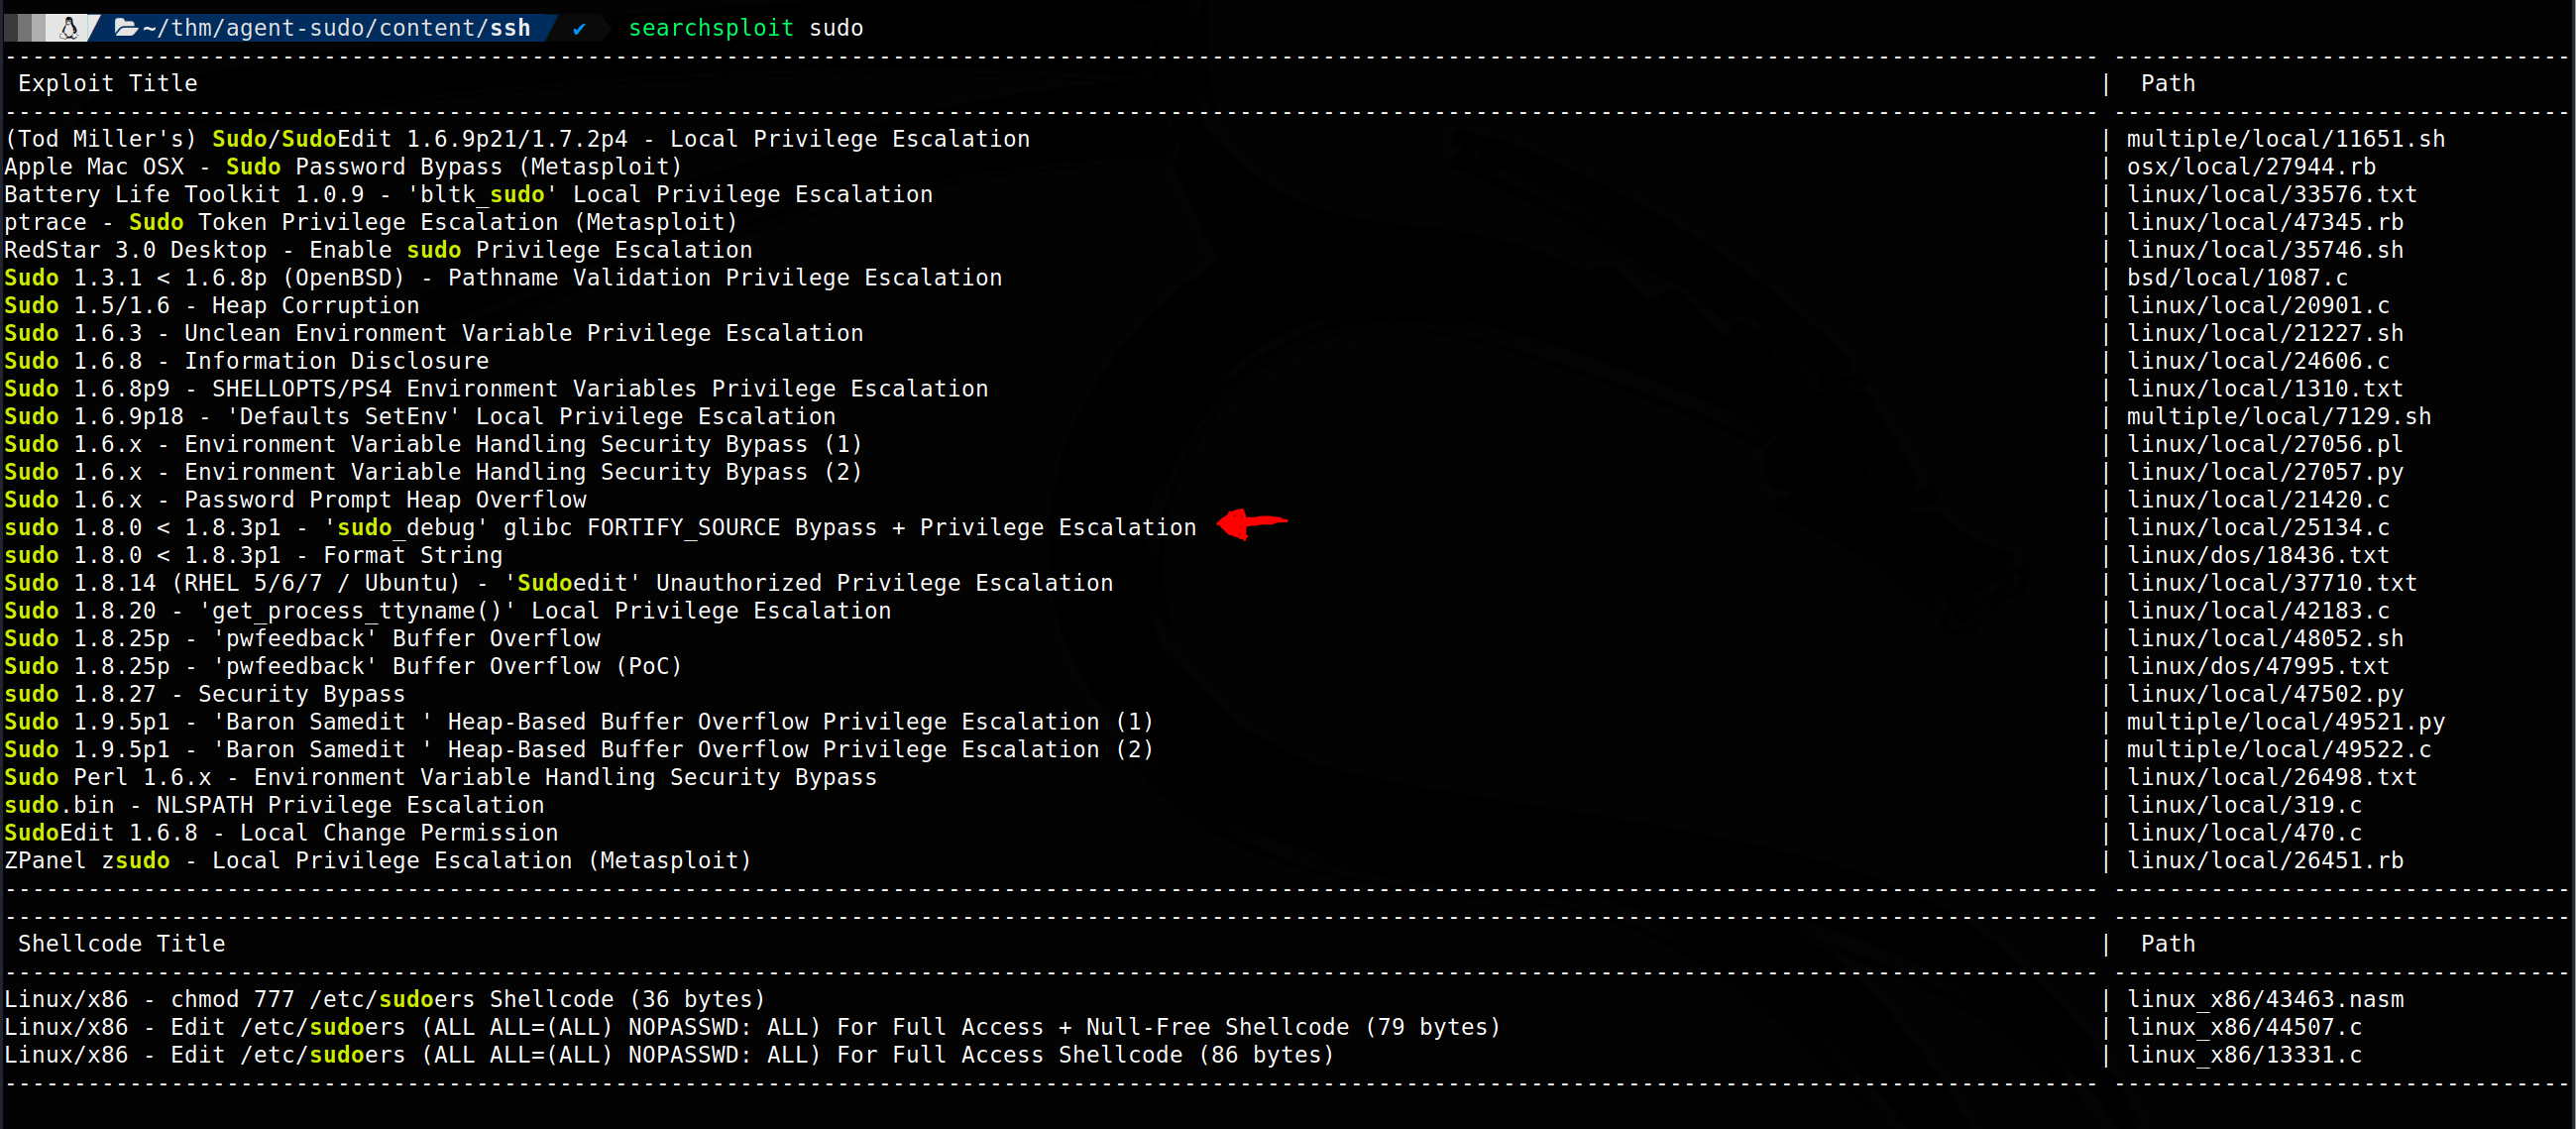 ~/thm/agent-sudo/content/ssh ✔ searchsploit sudo
Exploit Title | Path
(Tod Miller's) Sudo/SudoEdit 1.6.9p21/1.7.2p4 - Local Privilege Escalation | multiple/local/11651.sh
Apple Mac OSX - Sudo Password Bypass (Metasploit) | osx/local/27944.rb
Battery Life Toolkit 1.0.9 - 'bltk_sudo' Local Privilege Escalation | linux/local/33576.txt
ptrace - Sudo Token Privilege Escalation (Metasploit) | linux/local/47345.rb
RedStar 3.0 Desktop - Enable sudo Privilege Escalation | linux/local/35746.sh
Sudo 1.3.1 < 1.6.8p (OpenBSD) - Pathname Validation Privilege Escalation | bsd/local/1087.c
Sudo 1.5/1.6 - Heap Corruption | linux/local/20901.c
Sudo 1.6.3 - Unclean Environment Variable Privilege Escalation | linux/local/21227.sh
Sudo 1.6.8 - Information Disclosure | linux/local/24606.c
Sudo 1.6.8p9 - SHELLOPTS/PS4 Environment Variables Privilege Escalation | linux/local/1310.txt
Sudo 1.6.9p18 - 'Defaults SetEnv' Local Privilege Escalation | multiple/local/7129.sh
Sudo 1.6.x - Environment Variable Handling Security Bypass (1) | linux/local/27056.pl
Sudo 1.6.x - Environment Variable Handling Security Bypass (2) | linux/local/27057.py
Sudo 1.6.x - Password Prompt Heap Overflow | linux/local/21420.c
sudo 1.8.0 < 1.8.3p1 - 'sudo_debug' glibc FORTIFY_SOURCE Bypass + Privilege Escalation | linux/local/25134.c
sudo 1.8.0 < 1.8.3p1 - Format String | linux/dos/18436.txt
Sudo 1.8.14 (RHEL 5/6/7 / Ubuntu) - 'Sudoedit' Unauthorized Privilege Escalation | linux/local/37710.txt
Sudo 1.8.20 - 'get_process_ttyname()' Local Privilege Escalation | linux/local/42183.c
Sudo 1.8.25p - 'pwfeedback' Buffer Overflow | linux/local/48052.sh
Sudo 1.8.25p - 'pwfeedback' Buffer Overflow (PoC) | linux/dos/47995.txt
sudo 1.8.27 - Security Bypass | linux/local/47502.py
Sudo 1.9.5p1 - 'Baron Samedit ' Heap-Based Buffer Overflow Privilege Escalation (1) | multiple/local/49521.py
Sudo 1.9.5p1 - 'Baron Samedit ' Heap-Based Buffer Overflow Privilege Escalation (2) | multiple/local/49522.c
Sudo Perl 1.6.x - Environment Variable Handling Security Bypass | linux/local/26498.txt
sudo.bin - NLSPATH Privilege Escalation | linux/local/319.c
SudoEdit 1.6.8 - Local Change Permission | linux/local/470.c
ZPanel zsudo - Local Privilege Escalation (Metasploit) | linux/local/26451.rb
Shellcode Title | Path
Linux/x86 - chmod 777 /etc/sudoers Shellcode (36 bytes) | linux_x86/43463.nasm
Linux/x86 - Edit /etc/sudoers (ALL ALL=(ALL) NOPASSWD: ALL) For Full Access + Null-Free Shellcode (79 bytes) | linux_x86/44507.c
Linux/x86 - Edit /etc/sudoers (ALL ALL=(ALL) NOPASSWD: ALL) For Full Access Shellcode (86 bytes) | linux_x86/13331.c